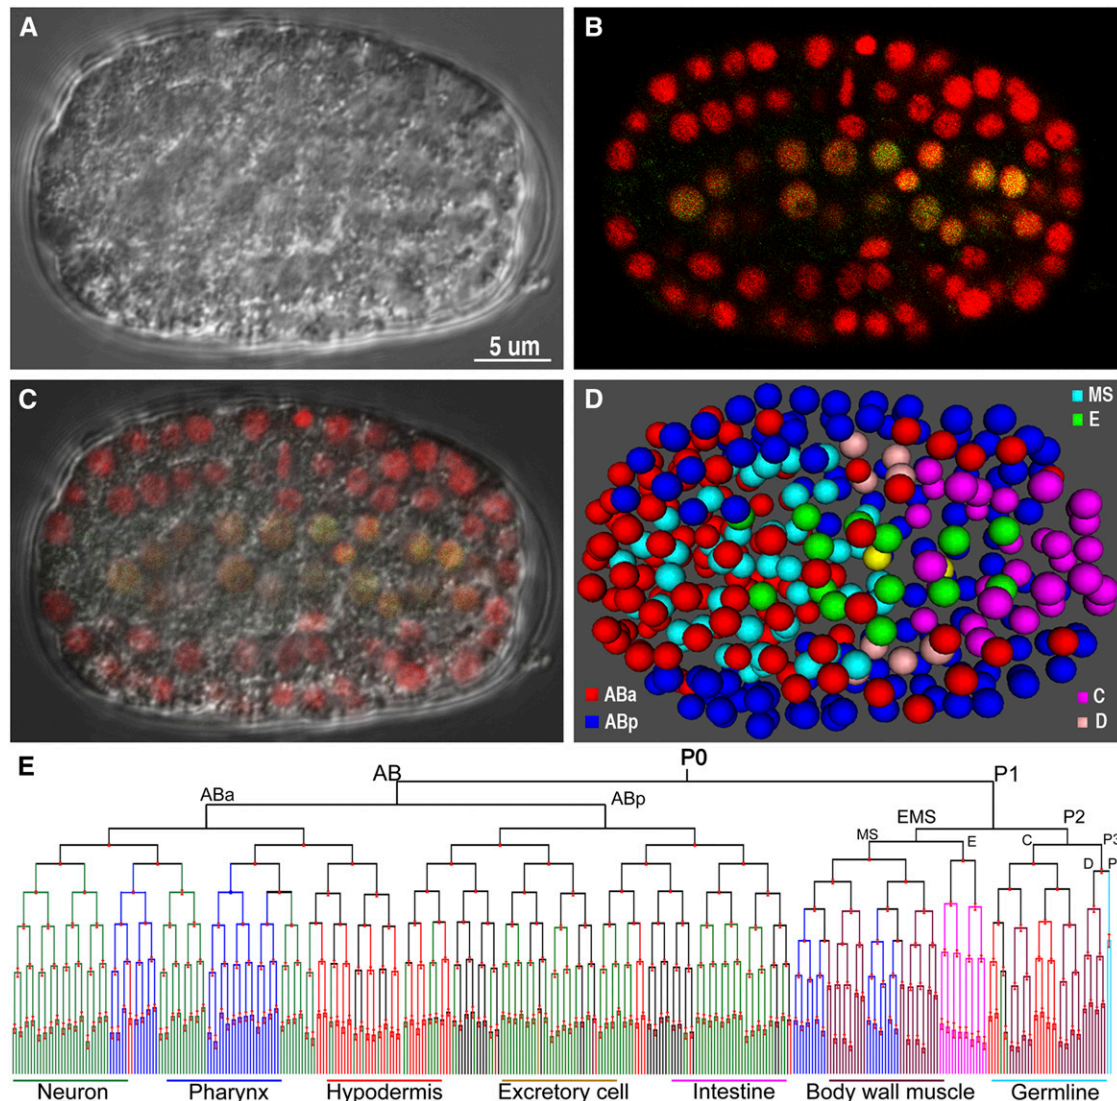 A
B
5 um
C
D
MS
E
ABa
ABp
C
D
E
P0
AB
P1
ABa
ABp
EMS
P2
MS
E
C
P3
D
P
Neuron
Pharynx
Hypodermis
Excretory cell
Intestine
Body wall muscle
Germline